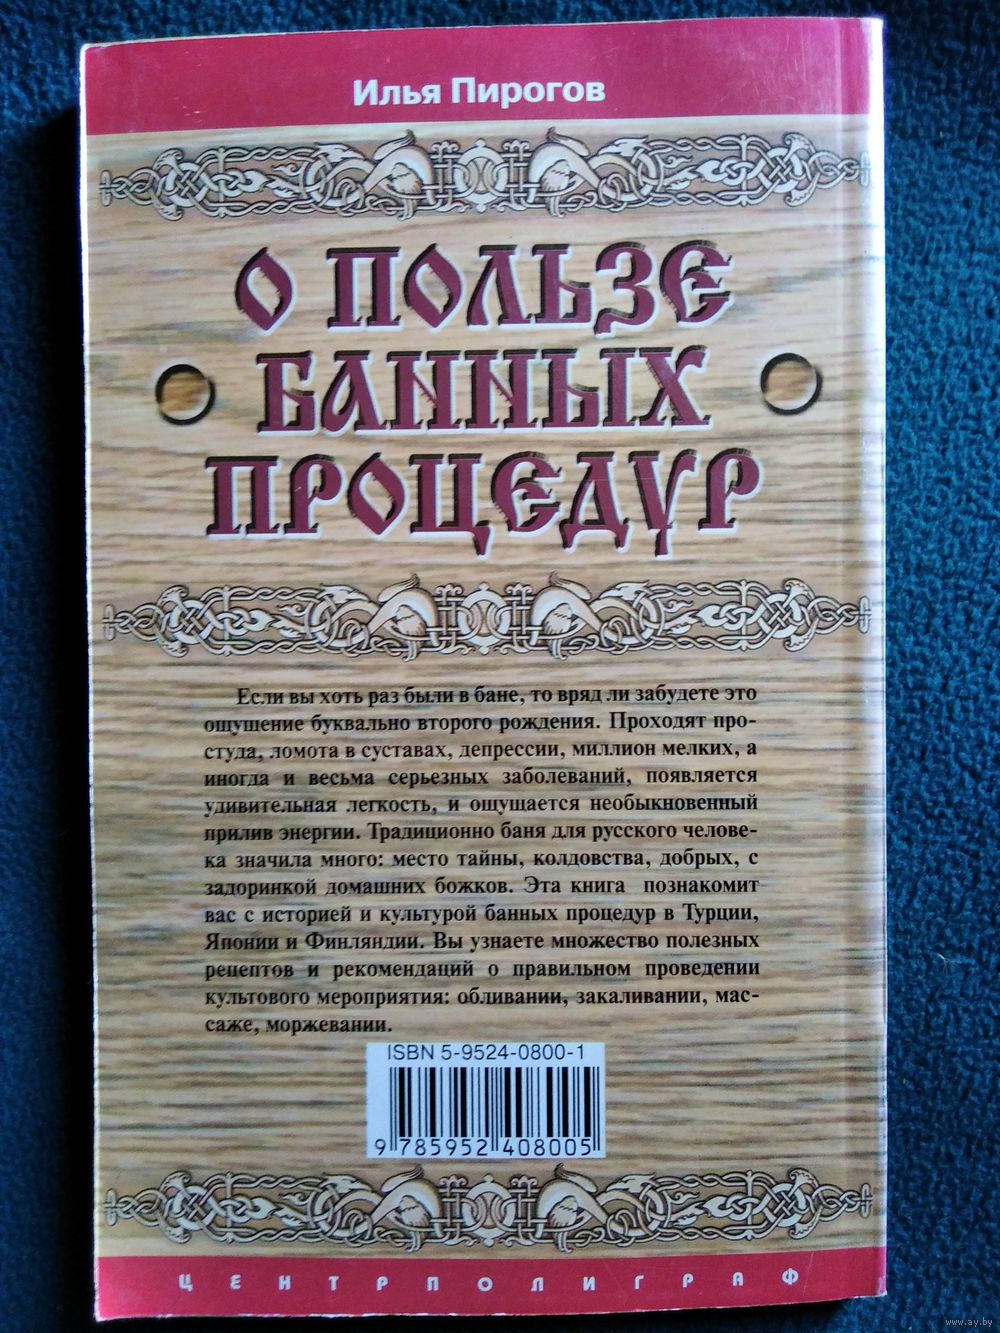 Илья Пирогов
О ПОЛЬЗЕ
БАННЫХ
ПРОЦЕДУР
Если вы хоть раз были в бане, то вряд ли забудете это
ощущение буквально второго рождения. Проходят про-
студа, ломота в суставах, депрессии, миллион мелких, а
иногда и весьма серьезных заболеваний, появляется
удивительная легкость, и ощущается необыкновенный
прилив энергии. Традиционно баня для русского челове-
ка значила много: место тайны, колдовства, добрых, с
задоринкой домашних божков. Эта книга познакомит
вас с историей и культурой банных процедур в Турции,
Японии и Финляндии. Вы узнаете множество полезных
рецептов и рекомендаций о правильном проведении
культового мероприятия: обливании, закаливании, мас-
саже, моржевании.
ISBN 5-9524-0800-1
9 785952 408005
ЦЕНТРПОЛИГРАФ
www.ay.by